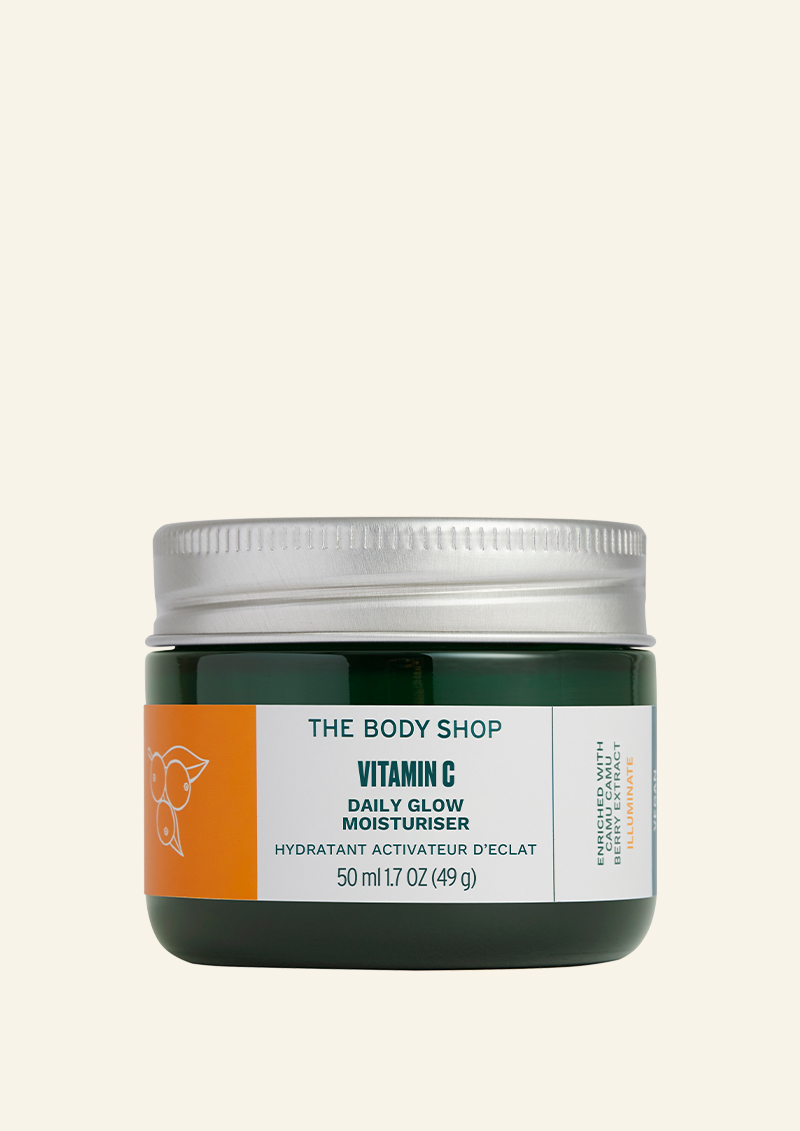 THE BODY SHOP
VITAMIN C
DAILY GLOW
MOISTURISER
HYDRATANT ACTIVATEUR D'ECLAT
50 ml 1.7 OZ (49 g)
ENRICHED WITH
CAMU CAMU
BERRY EXTRACT
ILLUMINATE
VEGAN